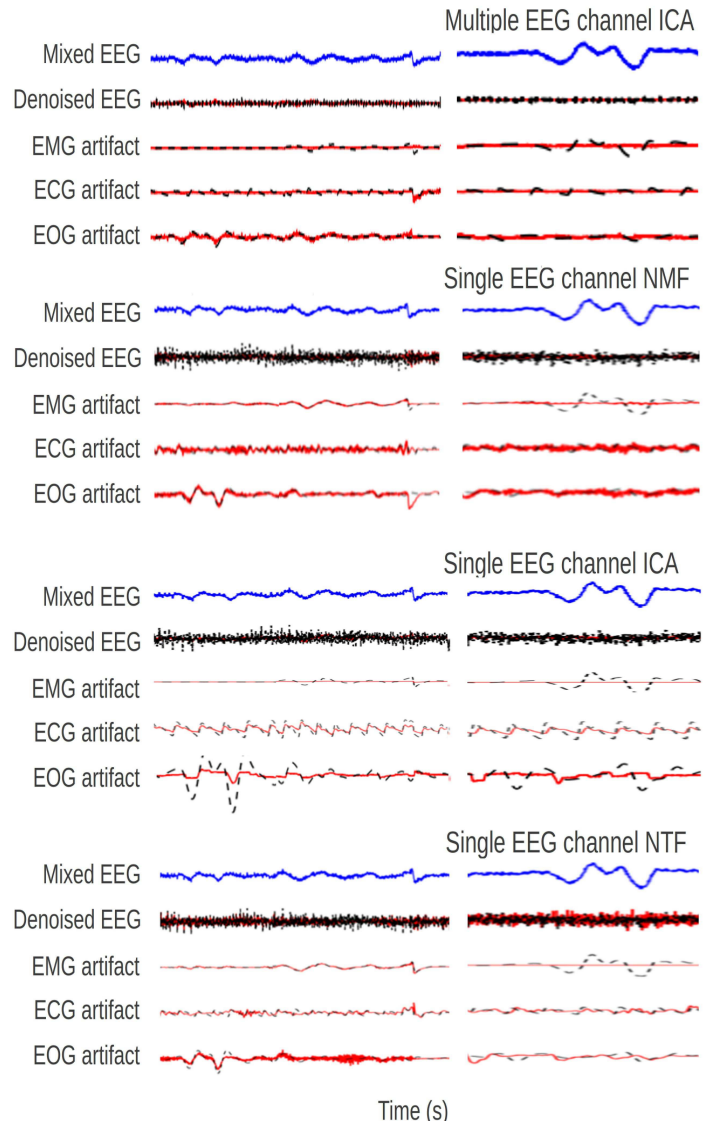 Multiple EEG channel ICA
Mixed EEG
Denoised EEG
EMG artifact
ECG artifact
EOG artifact
Single EEG channel NMF
Mixed EEG
Denoised EEG
EMG artifact
ECG artifact
EOG artifact
Single EEG channel ICA
Mixed EEG
Denoised EEG
EMG artifact
ECG artifact
EOG artifact
Single EEG channel NTF
Mixed EEG
Denoised EEG
EMG artifact
ECG artifact
EOG artifact
Time (s)